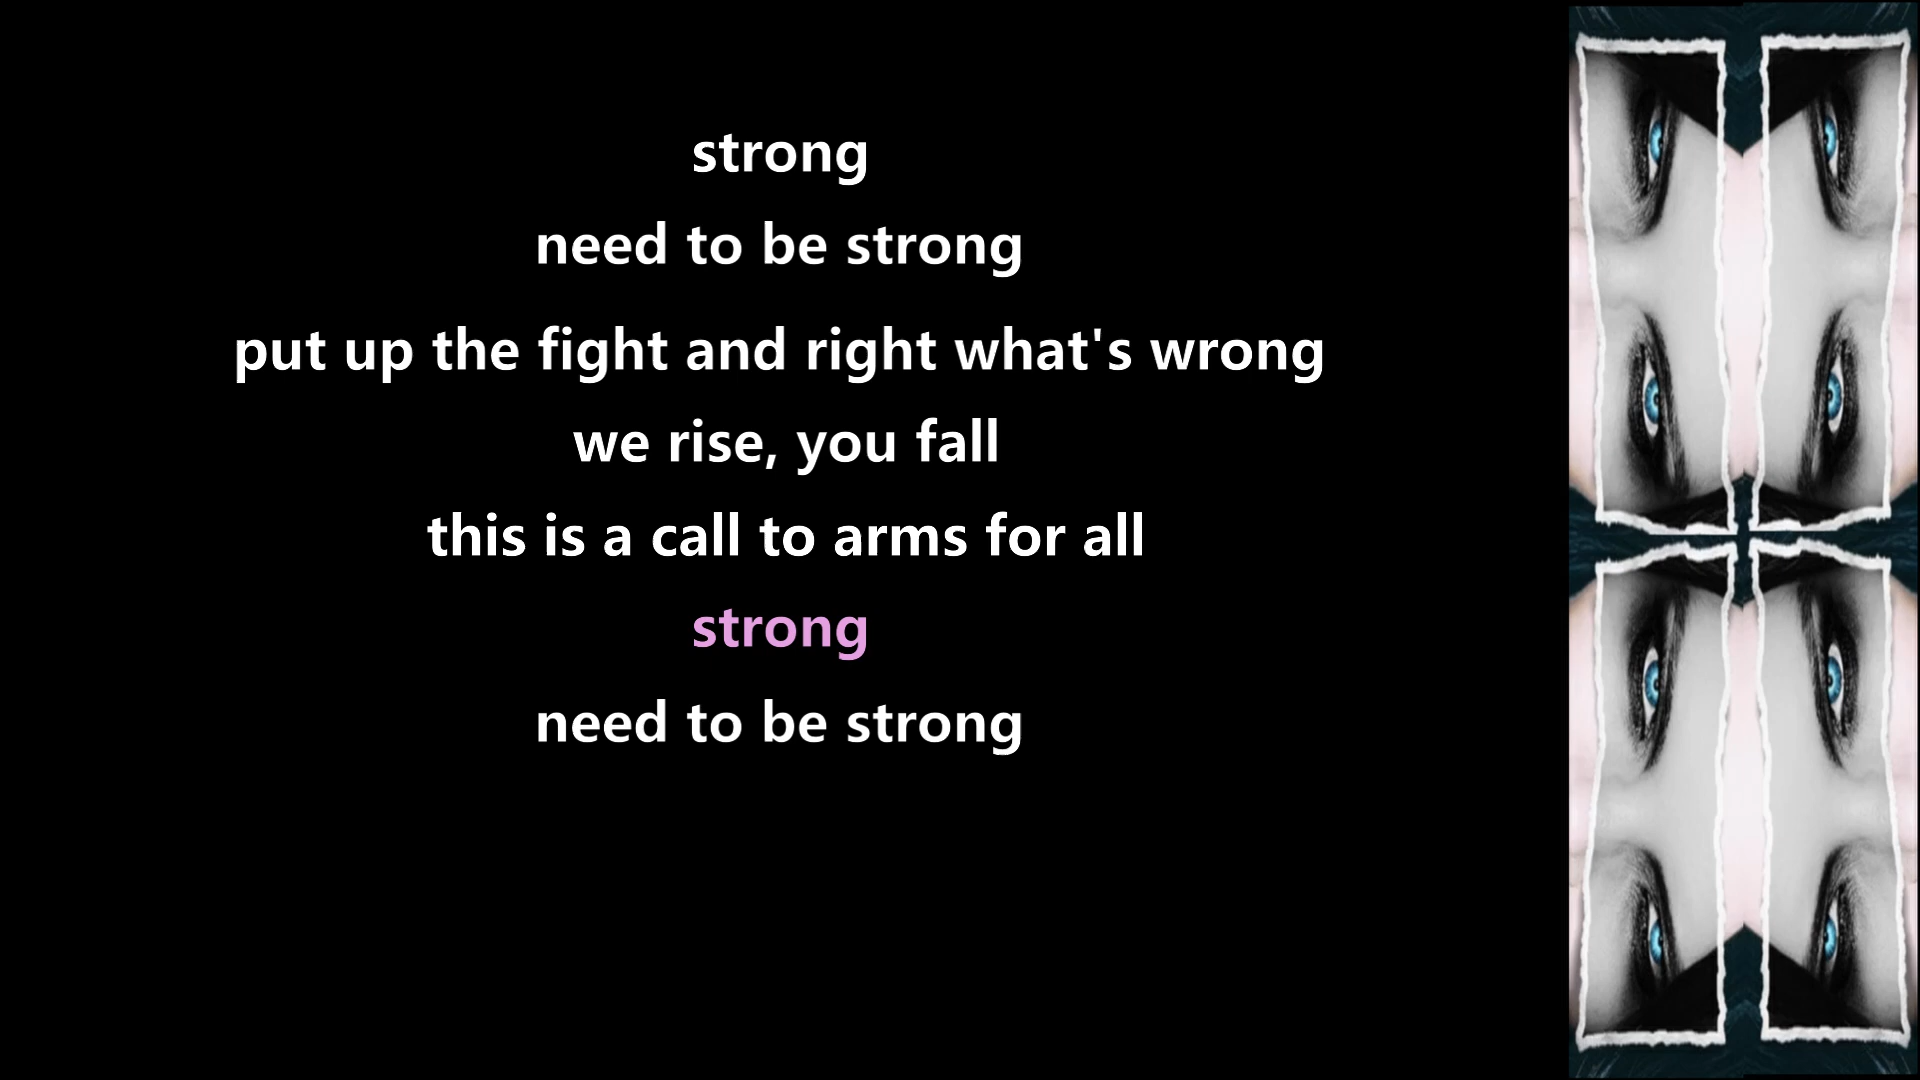 strong
need to be strong
put up the fight and right what's wrong
we rise, you fall
this is a call to arms for all
strong
need to be strong